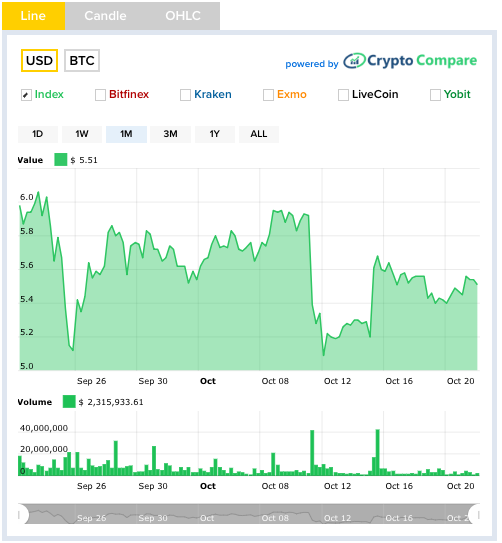 Line Candle OHLC
USD BTC
powered by Crypto Compare
Index Bitfinex Kraken Exmo LiveCoin Yobit
1D 1W 1M 3M 1Y ALL
Value $ 5.51
6.0
5.8
5.6
5.4
5.2
5.0
Sep 26 Sep 30 Oct Oct 08 Oct 12 Oct 16 Oct 20
Volume $ 2,315,933.61
40,000,000
20,000,000
0
Sep 26 Sep 30 Oct Oct 08 Oct 12 Oct 16 Oct 20
Sep 26 Sep 30 Oct Oct 08 Oct 12 Oct 16 Oct 20